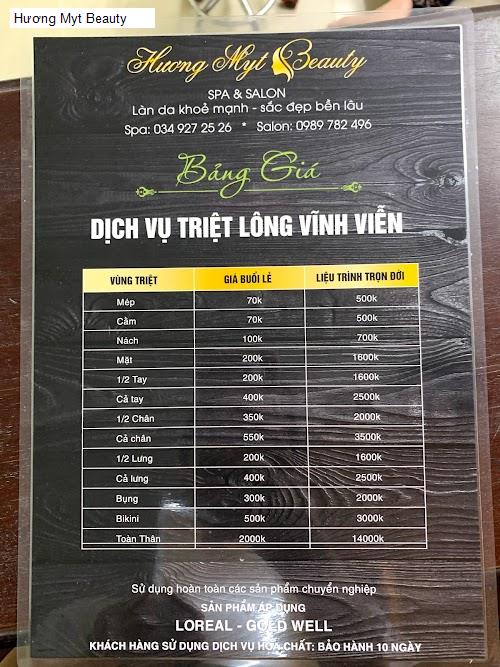 Hương Myt Beauty
Hương Myt Beauty
SPA & SALON
Làn da khoẻ mạnh - sắc đẹp bền lâu
Spa: 034 927 25 26 * Salon: 0989 782 496
Bảng Giá
DỊCH VỤ TRIỆT LÔNG VĨNH VIỄN
VÙNG TRIỆT GIÁ BUỔI LẺ LIỆU TRÌNH TRỌN ĐỜI
Mép 70k 500k
Cằm 70k 500k
Nách 100k 700k
Mặt 200k 1600k
1/2 Tay 200k 1600k
Cả tay 400k 2500k
1/2 Chân 350k 2000k
Cả chân 550k 3500k
1/2 Lưng 200k 1600k
Cả lưng 400k 2500k
Bụng 300k 2000k
Bikini 500k 3000k
Toàn Thân 2000k 14000k
Sử dụng hoàn toàn các sản phẩm chuyển nghiệp
SẢN PHẨM ÁP DỤNG
LOREAL - GOLD WELL
KHÁCH HÀNG SỬ DỤNG DỊCH VỤ HOÁ CHẤT: BẢO HÀNH 10 NGÀY